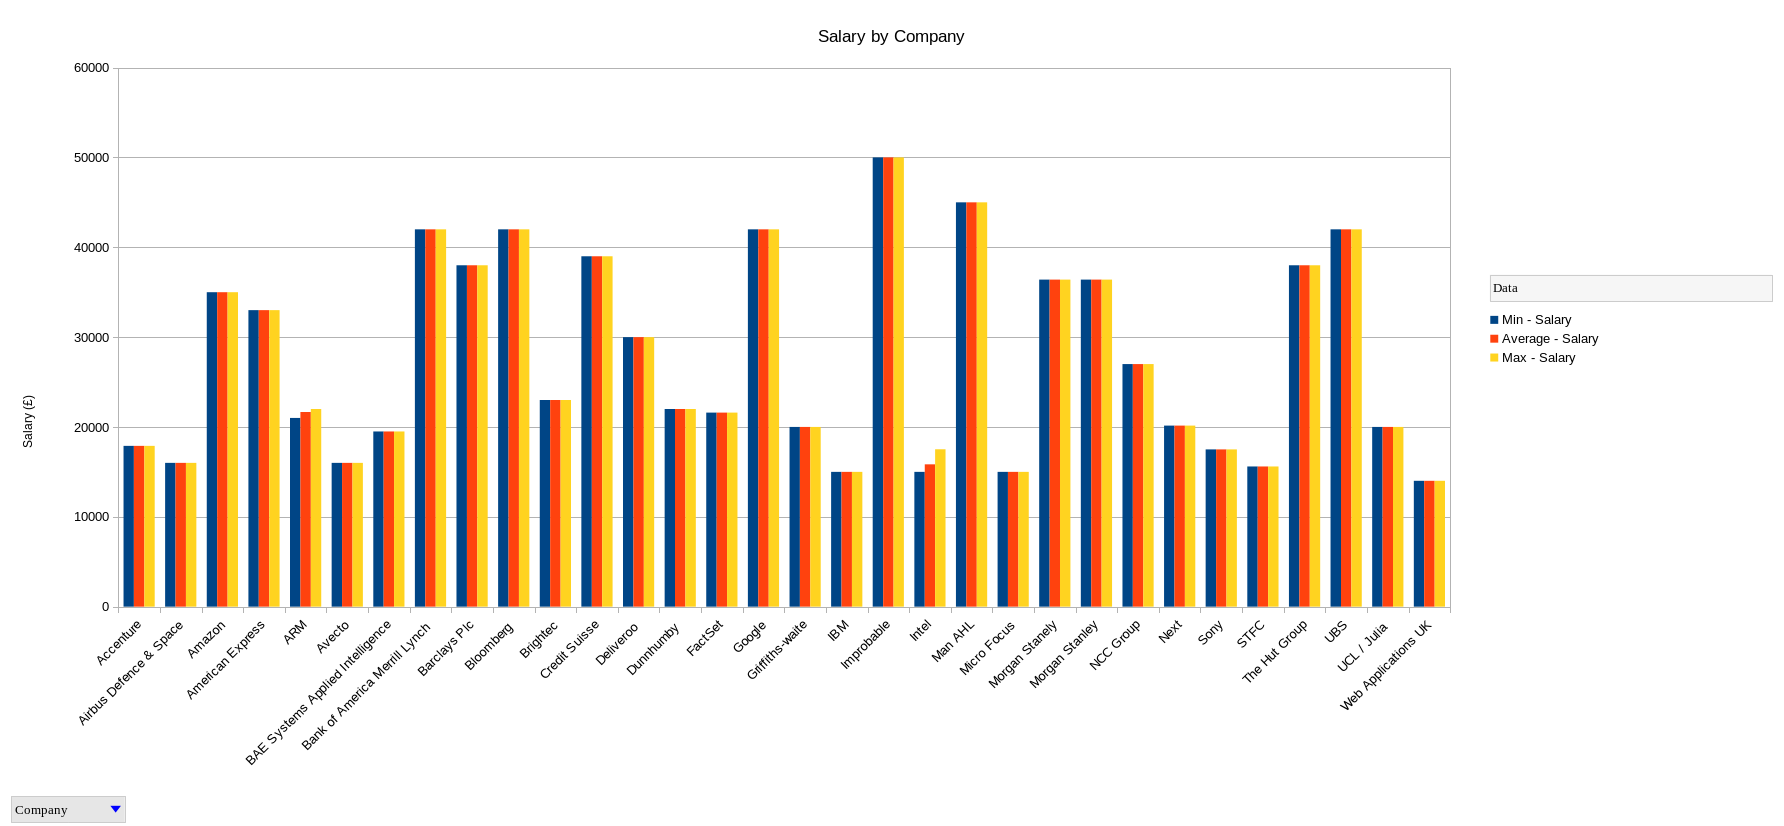 Salary by Company
60000
50000
40000
30000
20000
10000
0
Salary (£)
Accenture
Airbus Defence & Space
Amazon
American Express
ARM
Avecto
BAE Systems Applied Intelligence
Bank of America Merrill Lynch
Barclays Plc
Bloomberg
Brightec
Credit Suisse
Deliveroo
Dunnhumby
FactSet
Google
Griffiths-waite
IBM
Improbable
Intel
Man AHL
Micro Focus
Morgan Stanely
Morgan Stanley
NCC Group
Next
Sony
STFC
The Hut Group
UBS
UCL / Julia
Web Applications UK
Data
Min - Salary
Average - Salary
Max - Salary
Company